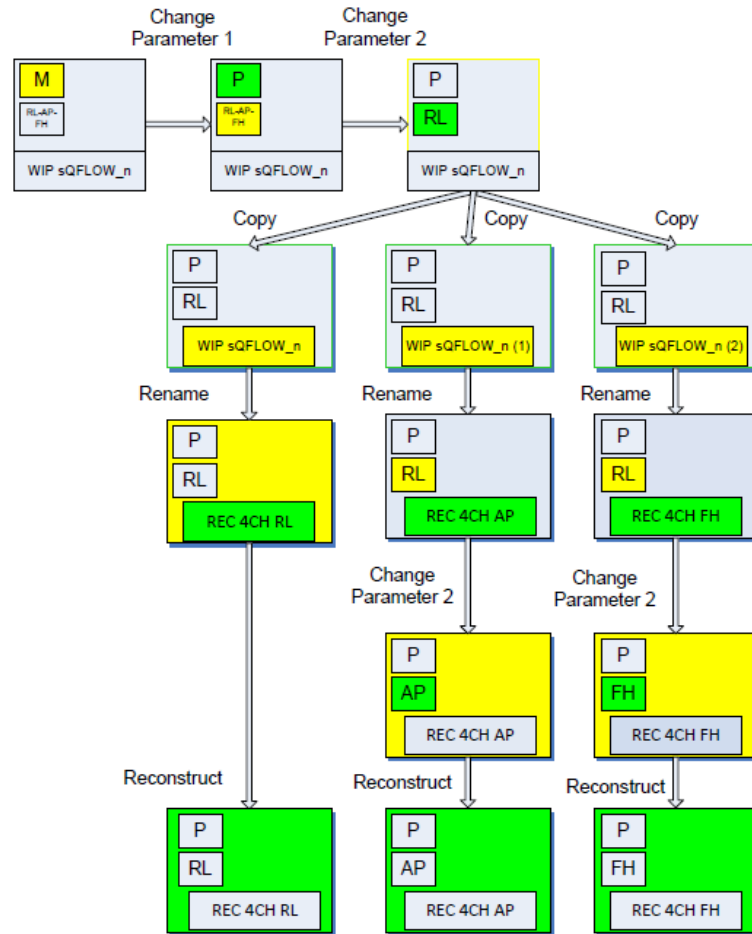 Change
Parameter 1
Change
Parameter 2
M
RL-AP-
FH
WIP sQFLOW_n
P
RL-AP-
FH
WIP sQFLOW_n
P
RL
WIP sQFLOW_n
Copy
Copy
Copy
P
RL
WIP sQFLOW_n
P
RL
WIP sQFLOW_n (1)
P
RL
WIP sQFLOW_n (2)
Rename
Rename
Rename
P
RL
REC 4CH RL
P
RL
REC 4CH AP
P
RL
REC 4CH FH
Change
Parameter 2
Change
Parameter 2
P
AP
REC 4CH AP
P
FH
REC 4CH FH
Reconstruct
Reconstruct
Reconstruct
P
RL
REC 4CH RL
P
AP
REC 4CH AP
P
FH
REC 4CH FH